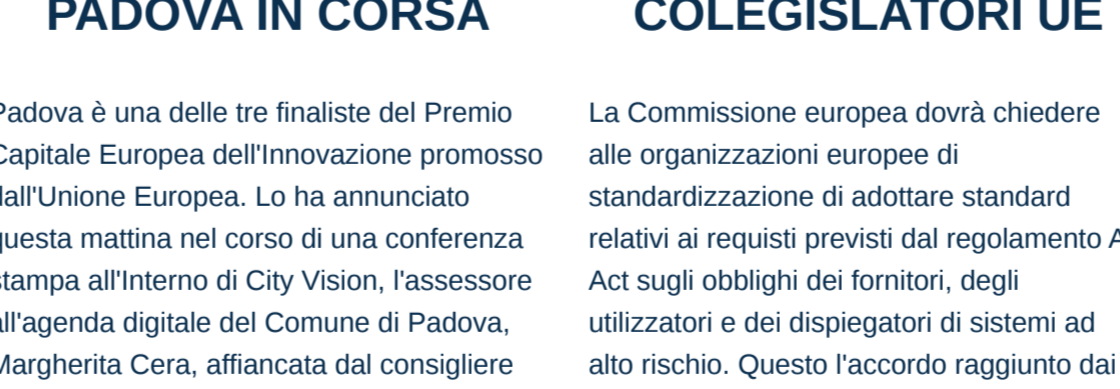 PADOVA IN CORSA
Padova è una delle tre finaliste del Premio
Capitale Europea dell'Innovazione promosso
dall'Unione Europea. Lo ha annunciato
questa mattina nel corso di una conferenza
stampa all'Interno di City Vision, l'assessore
all'agenda digitale del Comune di Padova,
Margherita Cera, affiancata dal consigliere
COLEGISLATORI UE
La Commissione europea dovrà chiedere
alle organizzazioni europee di
standardizzazione di adottare standard
relativi ai requisti previsti dal regolamento A
Act sugli obblighi dei fornitori, degli
utilizzatori e dei dispiegatori di sistemi ad
alto rischio. Questo l'accordo raggiunto dai